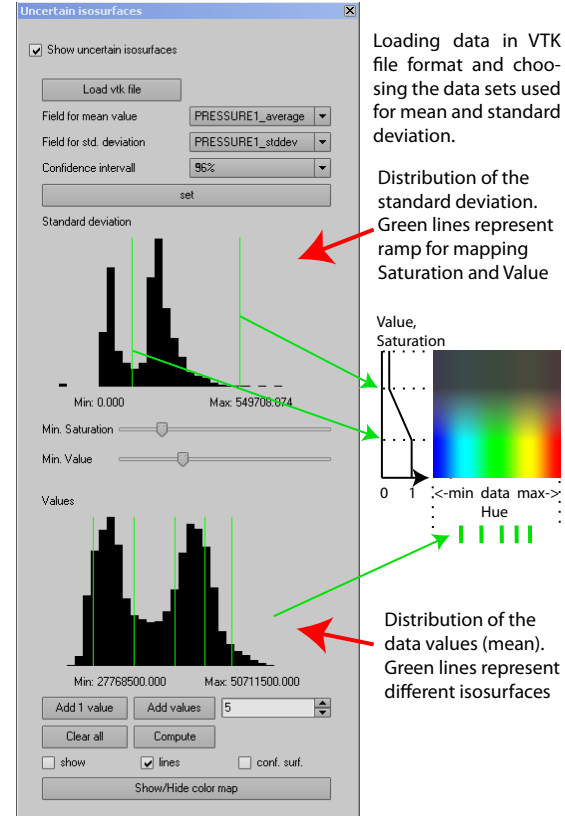 Uncertain isosurfaces
Show uncertain isosurfaces
Load vtk file
Field for mean value
PRESSURE1_average
Field for std. deviation
PRESSURE1_stddev
Confidence intervall
96%
set
Standard deviation
Min: 0.000
Max: 549708.074
Min. Saturation
Min. Value
Values
Min: 27768500.000
Max: 50711500.000
Add 1 value
Add values
5
Clear all
Compute
show
lines
conf. surf.
Show/Hide color map
Loading data in VTK
file format and choo-
sing the data sets used
for mean and standard
deviation.
Distribution of the
standard deviation.
Green lines represent
ramp for mapping
Saturation and Value
Value,
Saturation
0 1
<-min data max->
Hue
Distribution of the
data values (mean).
Green lines represent
different isosurfaces